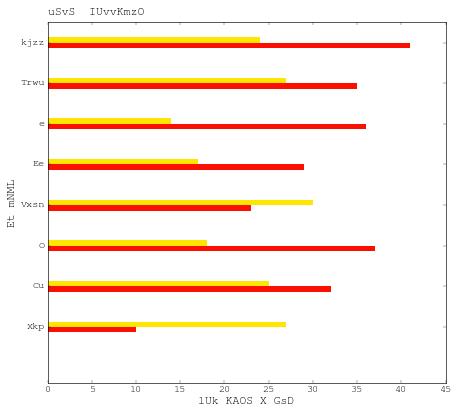 uSvS  IUvvKmzO
kjzz
Trwu
e
Ee
Vxsn
O
Cu
Xkp
Et mNML
0 5 10 15 20 25 30 35 40 45
lUk KAOS X GsD